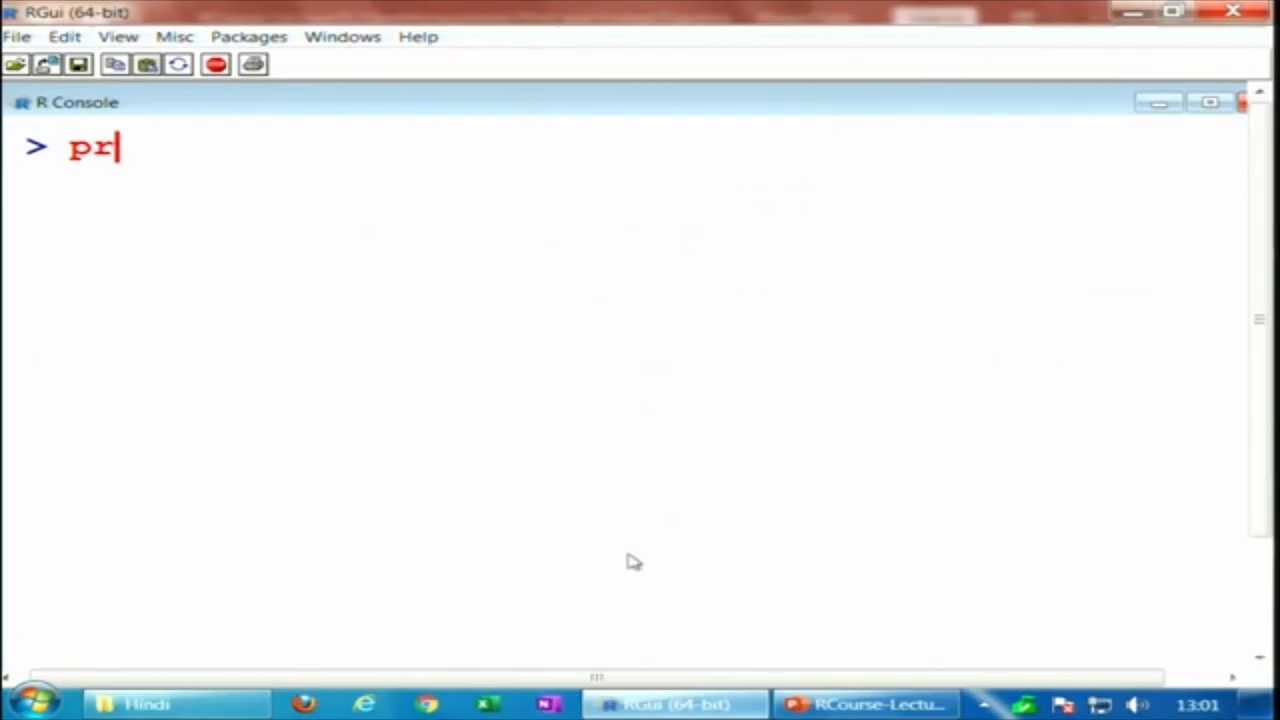 RGui (64-bit)
File Edit View Misc Packages Windows Help
STOP
R Console
> pr
Hindi
RGui (64-bit)
RCourse-Lectu...
13:01